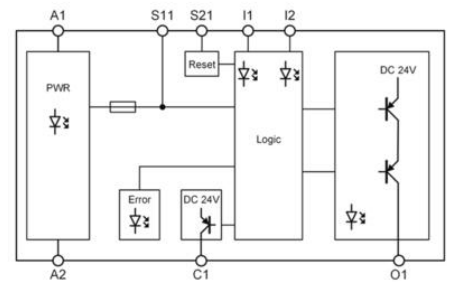 A1 S11 S21 I1 I2
Reset
DC 24V
PWR
Logic
Error DC 24V
A2 C1 O1